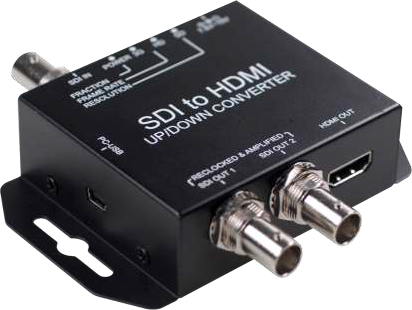 SDI IN
POWER
FRACTION
FRAME RATE
RESOLUTION
SDI to HDMI
UP/DOWN CONVERTER
PC-USB
RECLOCKED & AMPLIFIED
SDI OUT 1
SDI OUT 2
HDMI OUT